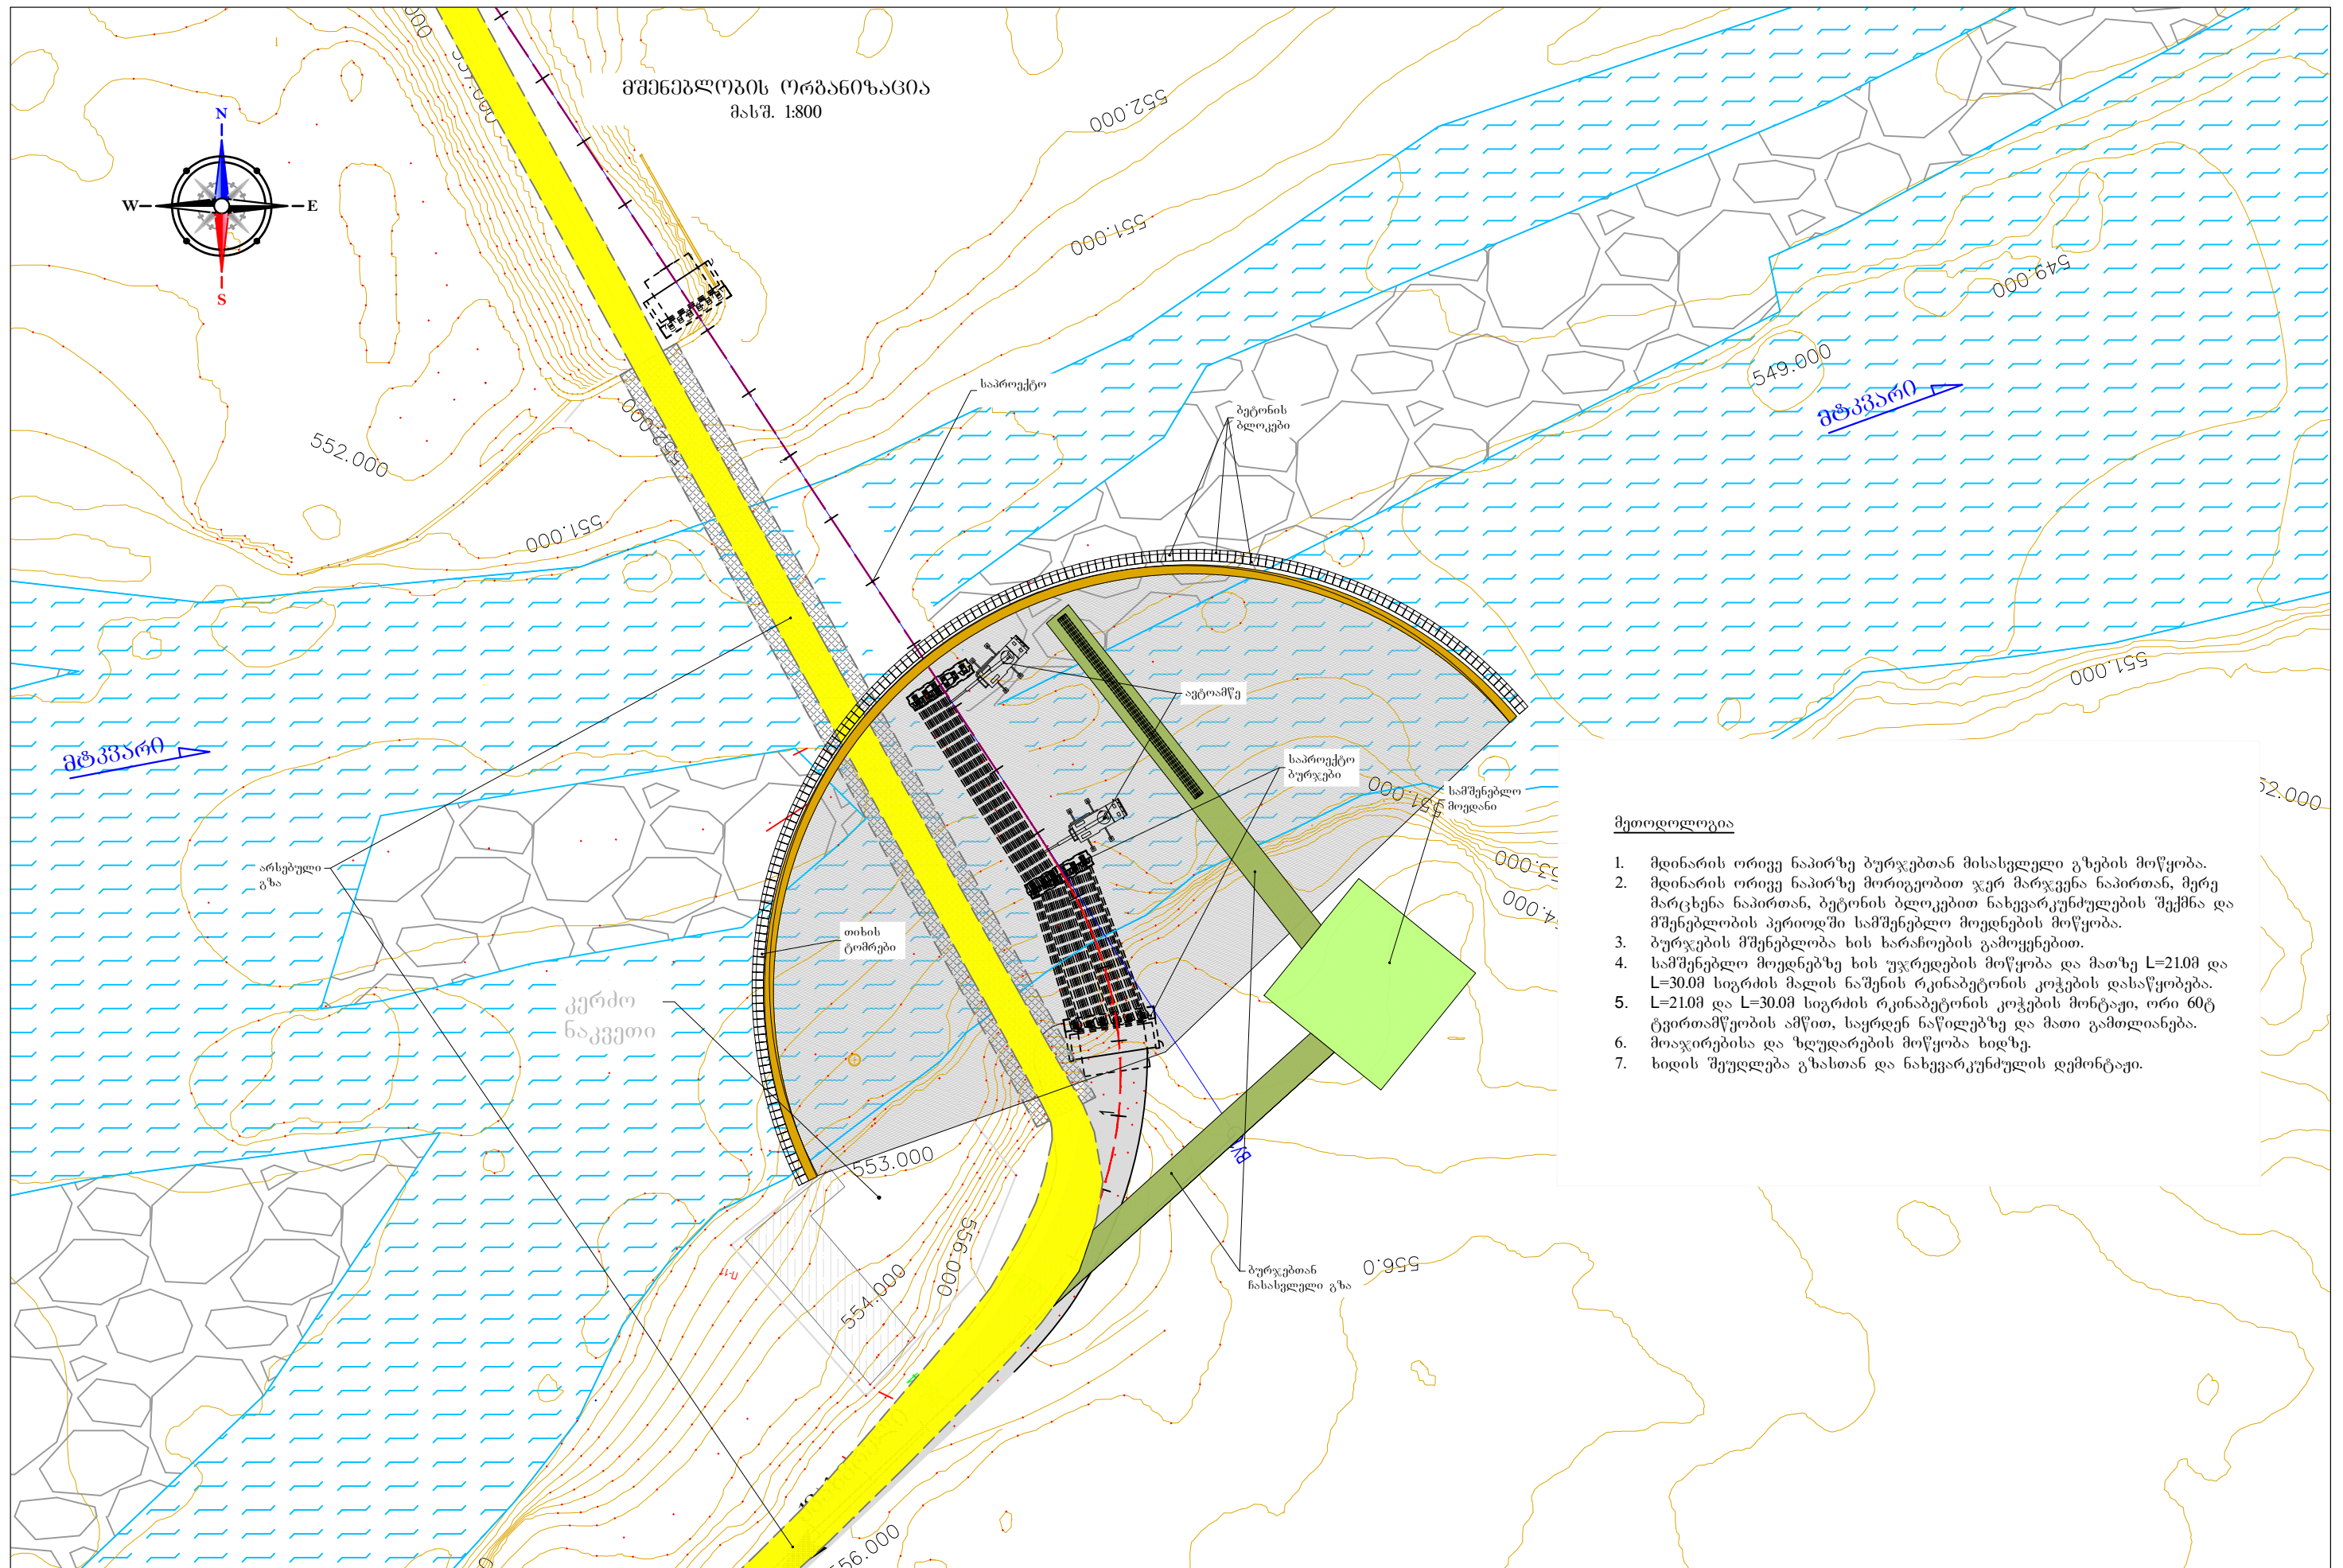 მშენებლობის ორგანიზაცია
მასშ. 1:800
N
W
E
S
552.000
551.000
549.000
549.000
მტკვარი
საპროექტო
ბეტონის
ბლოკები
552.000
551.000
551.000
ავტოამწე
საპროექტო
ბურჯები
551.000
სამშენებლო
მოედანი
მტკვარი
არსებული
გზა
თიხის
ტომრები
კერძო
ნაკვეთი
553.000
556.000
554.000
556.0
ბურჯებთან
ჩასასვლელი გზა
556.000
მეთოდოლოგია
1. მდინარის ორივე ნაპირზე ბურჯებთან მისასვლელი გზების მოწყობა.
2. მდინარის ორივე ნაპირზე მორიგეობით ჯერ მარჯვენა ნაპირთან, მერე
მარცხენა ნაპირთან, ბეტონის ბლოკებით ნახევარკუნძულების შექმნა და
მშენებლობის პერიოდში სამშენებლო მოედნების მოწყობა.
3. ბურჯების მშენებლობა ხის ხარაჩოების გამოყენებით.
4. სამშენებლო მოედნებზე ხის უჯრედების მოწყობა და მათზე L=21.0მ და
L=30.0მ სიგრძის მალის ნაშენის რკინაბეტონის კოჭების დასაწყობება.
5. L=21.0მ და L=30.0მ სიგრძის რკინაბეტონის კოჭების მონტაჟი, ორი 60ტ
ტვირთამწეობის ამწით, საყრდენ ნაწილებზე და მათი გამთლიანება.
6. მოაჯირებისა და ზღუდარების მოწყობა ხიდზე.
7. ხიდის შეუღლება გზასთან და ნახევარკუნძულის დემონტაჟი.